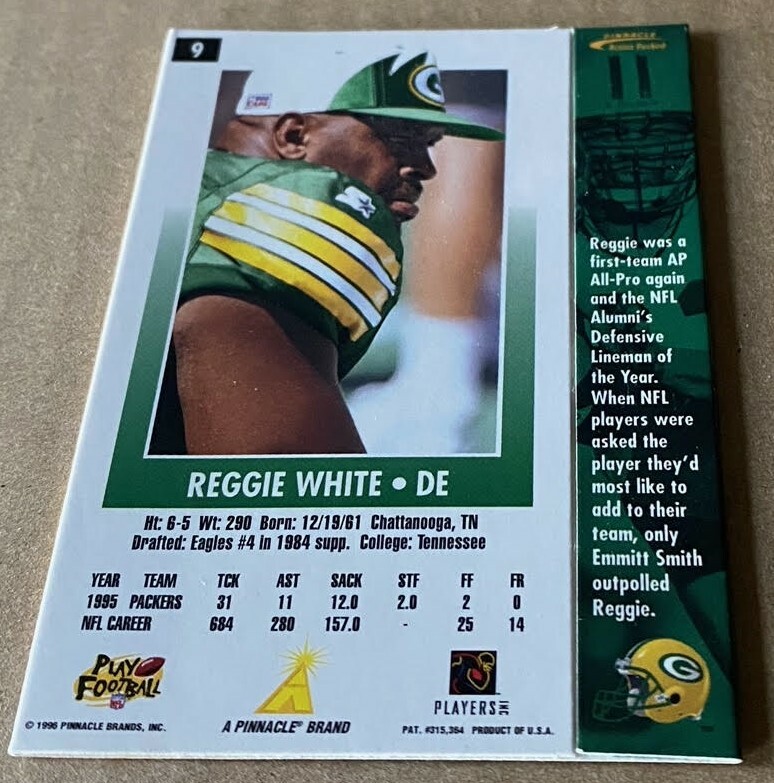 9
PINNACLE
Action Packed
Reggie was a
first-team AP
All-Pro again
and the NFL
Alumni's
Defensive
Lineman of
the Year.
When NFL
players were
asked the
player they'd
most like to
add to their
team, only
Emmitt Smith
outpolled
Reggie.
G
G
REGGIE WHITE • DE
Ht: 6-5 Wt: 290 Born: 12/19/61 Chattanooga, TN
Drafted: Eagles #4 in 1984 supp. College: Tennessee
YEAR TEAM TCK AST SACK STF FF FR
1995 PACKERS 31 11 12.0 2.0 2 0
NFL CAREER 684 280 157.0 - 25 14
PLAY
FOOTBALL
NFL
PLAYERS INC
© 1996 PINNACLE BRANDS, INC.
A PINNACLE® BRAND
PAT. #315,364 PRODUCT OF U.S.A.